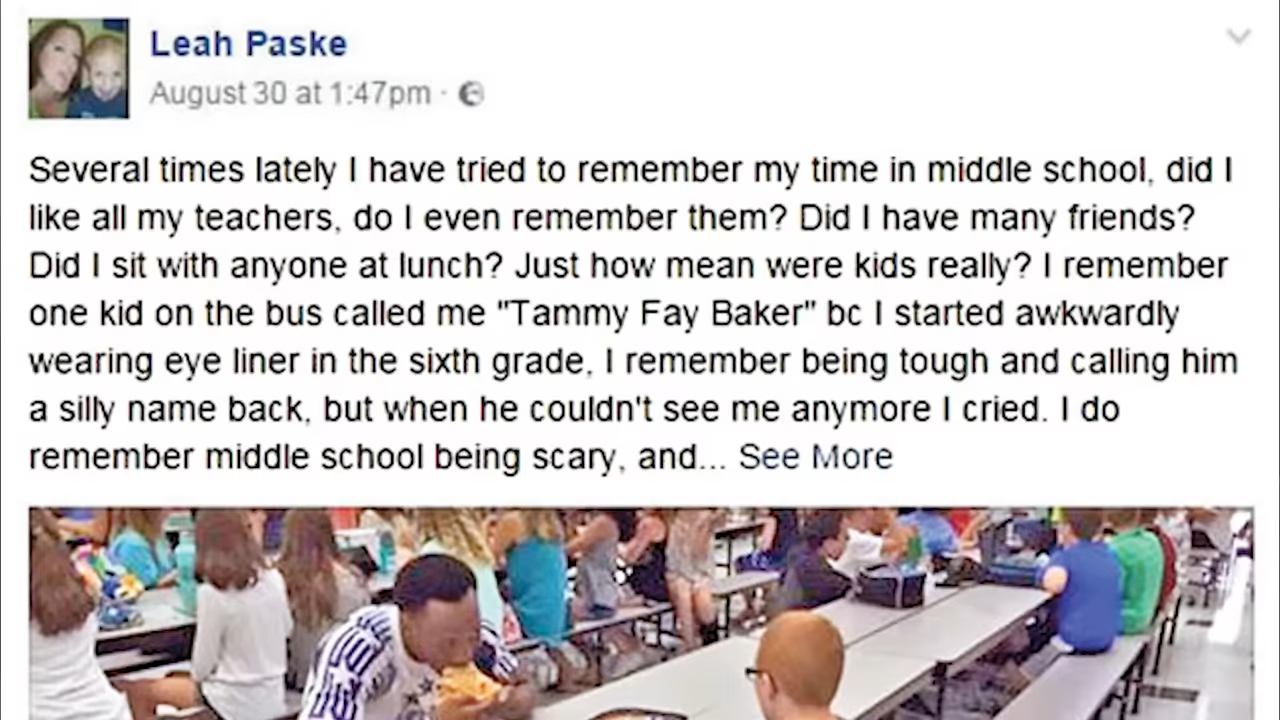 Leah Paske
August 30 at 1:47pm ·
Several times lately I have tried to remember my time in middle school, did I
like all my teachers, do I even remember them? Did I have many friends?
Did I sit with anyone at lunch? Just how mean were kids really? I remember
one kid on the bus called me "Tammy Fay Baker" bc I started awkwardly
wearing eye liner in the sixth grade, I remember being tough and calling him
a silly name back, but when he couldn't see me anymore I cried. I do
remember middle school being scary, and... See More